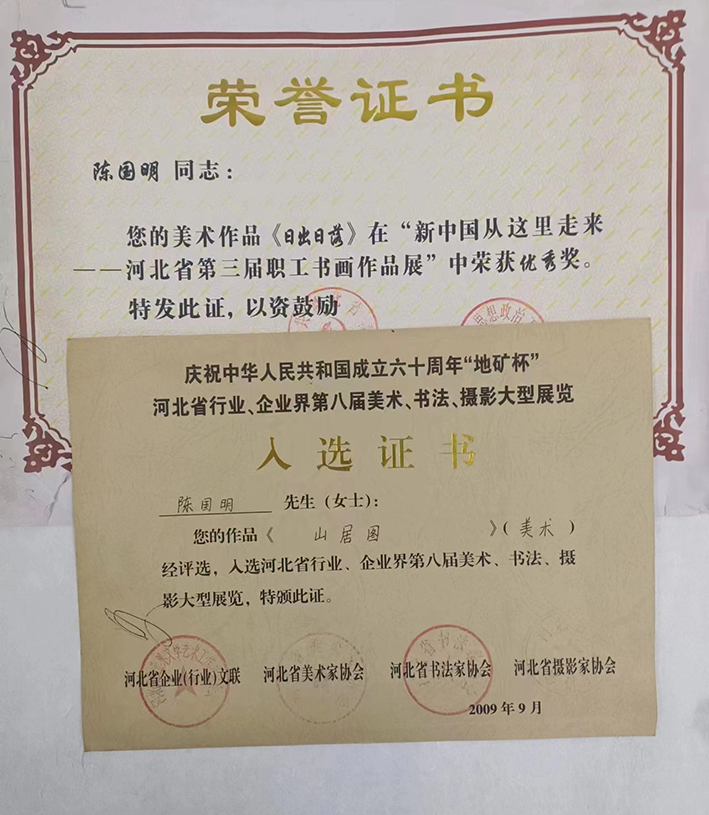 荣誉证书
陈国明 同志：
您的美术作品《日出日落》在“新中国从这里走来
——河北省第三届职工书画作品展”中荣获优秀奖。
特发此证，以资鼓励
思想政治工
庆祝中华人民共和国成立六十周年“地矿杯”
河北省行业、企业界第八届美术、书法、摄影大型展览
入选证书
陈国明 先生（女士）：
您的作品《 山居图 》（美术）
经评选，入选河北省行业、企业界第八届美术、书法、摄
影大型展览，特颁此证。
河北省企业(行业)文联 河北省美术家协会 河北省书法家协会 河北省摄影家协会
2009年9月